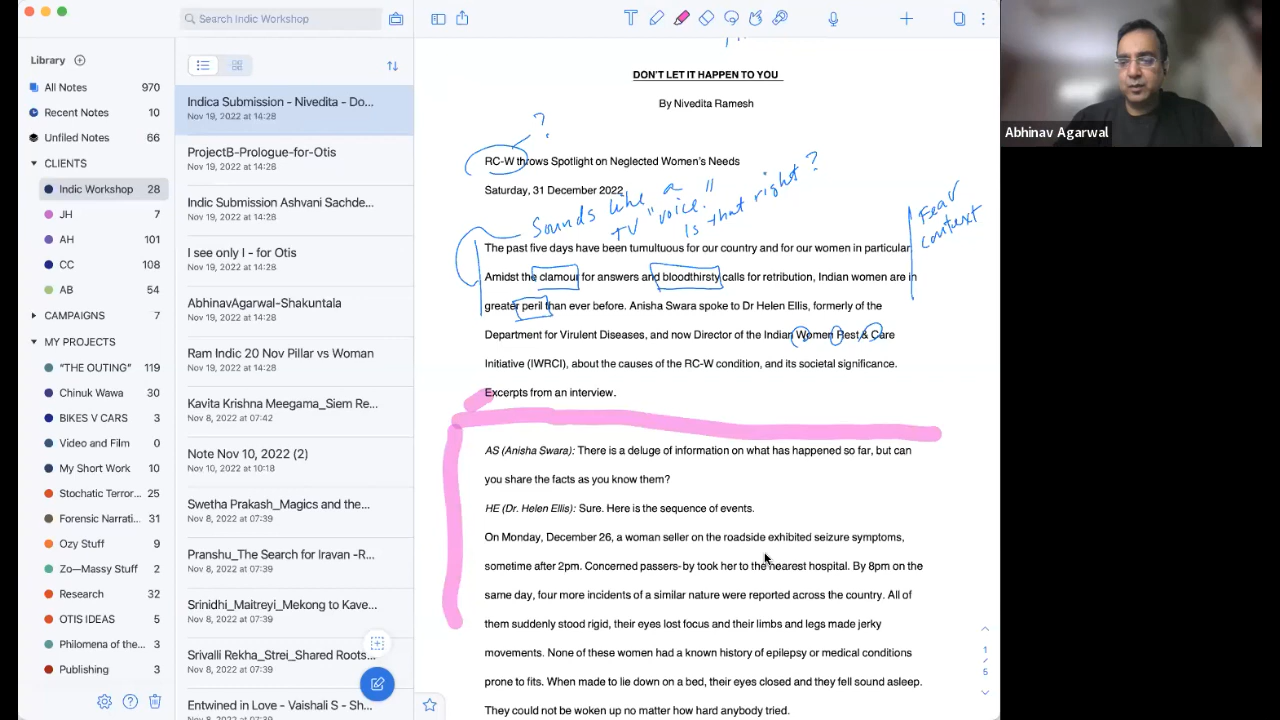 Search Indic Workshop
Library
All Notes 970
Recent Notes 10
Unfiled Notes 66
CLIENTS
Indic Workshop 28
JH 7
AH 101
CC 108
AB 54
CAMPAIGNS 7
MY PROJECTS
"THE OUTING" 119
Chinuk Wawa 30
BIKES V CARS 3
Video and Film 0
My Short Work 10
Stochatic Terror... 25
Forensic Narrati... 31
Ozy Stuff 9
Zo—Massy Stuff 2
Research 32
OTIS IDEAS 5
Philomena of the... 3
Publishing 3
Indica Submission - Nivedita - Do...
Nov 19, 2022 at 14:28
ProjectB-Prologue-for-Otis
Nov 19, 2022 at 14:28
Indic Submission Ashvani Sachde...
Nov 19, 2022 at 14:28
I see only I - for Otis
Nov 19, 2022 at 14:28
AbhinavAgarwal-Shakuntala
Nov 19, 2022 at 14:28
Ram Indic 20 Nov Pillar vs Woman
Nov 19, 2022 at 14:28
Kavita Krishna Meegama_Siem Re...
Nov 10, 2022 at 07:42
Note Nov 10, 2022 (2)
Nov 10, 2022 at 10:18
Swetha Prakash_Magics and the...
Nov 8, 2022 at 07:39
Pranshu_The Search for Iravan -R...
Nov 8, 2022 at 07:39
Srinidhi_Maitreyi_Mekong to Kave...
Nov 8, 2022 at 07:39
Srivalli Rekha_Strei_Shared Roots...
Nov 8, 2022 at 07:39
Entwined in Love - Vaishali S - Sh...
DON'T LET IT HAPPEN TO YOU
By Nivedita Ramesh
?
RC-W throws Spotlight on Neglected Women's Needs
Saturday, 31 December 2022
Sounds like a
TV "voice."
Is that right?
Fear
context
The past five days have been tumultuous for our country and for our women in particular
Amidst the clamour for answers and bloodthirsty calls for retribution, Indian women are in
greater peril than ever before. Anisha Swara spoke to Dr Helen Ellis, formerly of the
Department for Virulent Diseases, and now Director of the Indian Women Rest & Care
Initiative (IWRCI), about the causes of the RC-W condition, and its societal significance.
Excerpts from an interview.
AS (Anisha Swara): There is a deluge of information on what has happened so far, but can
you share the facts as you know them?
HE (Dr. Helen Ellis): Sure. Here is the sequence of events.
On Monday, December 26, a woman seller on the roadside exhibited seizure symptoms,
sometime after 2pm. Concerned passers-by took her to the nearest hospital. By 8pm on the
same day, four more incidents of a similar nature were reported across the country. All of
them suddenly stood rigid, their eyes lost focus and their limbs and legs made jerky
movements. None of these women had a known history of epilepsy or medical conditions
prone to fits. When made to lie down on a bed, their eyes closed and they fell sound asleep.
They could not be woken up no matter how hard anybody tried.
1
/
5
Abhinav Agarwal